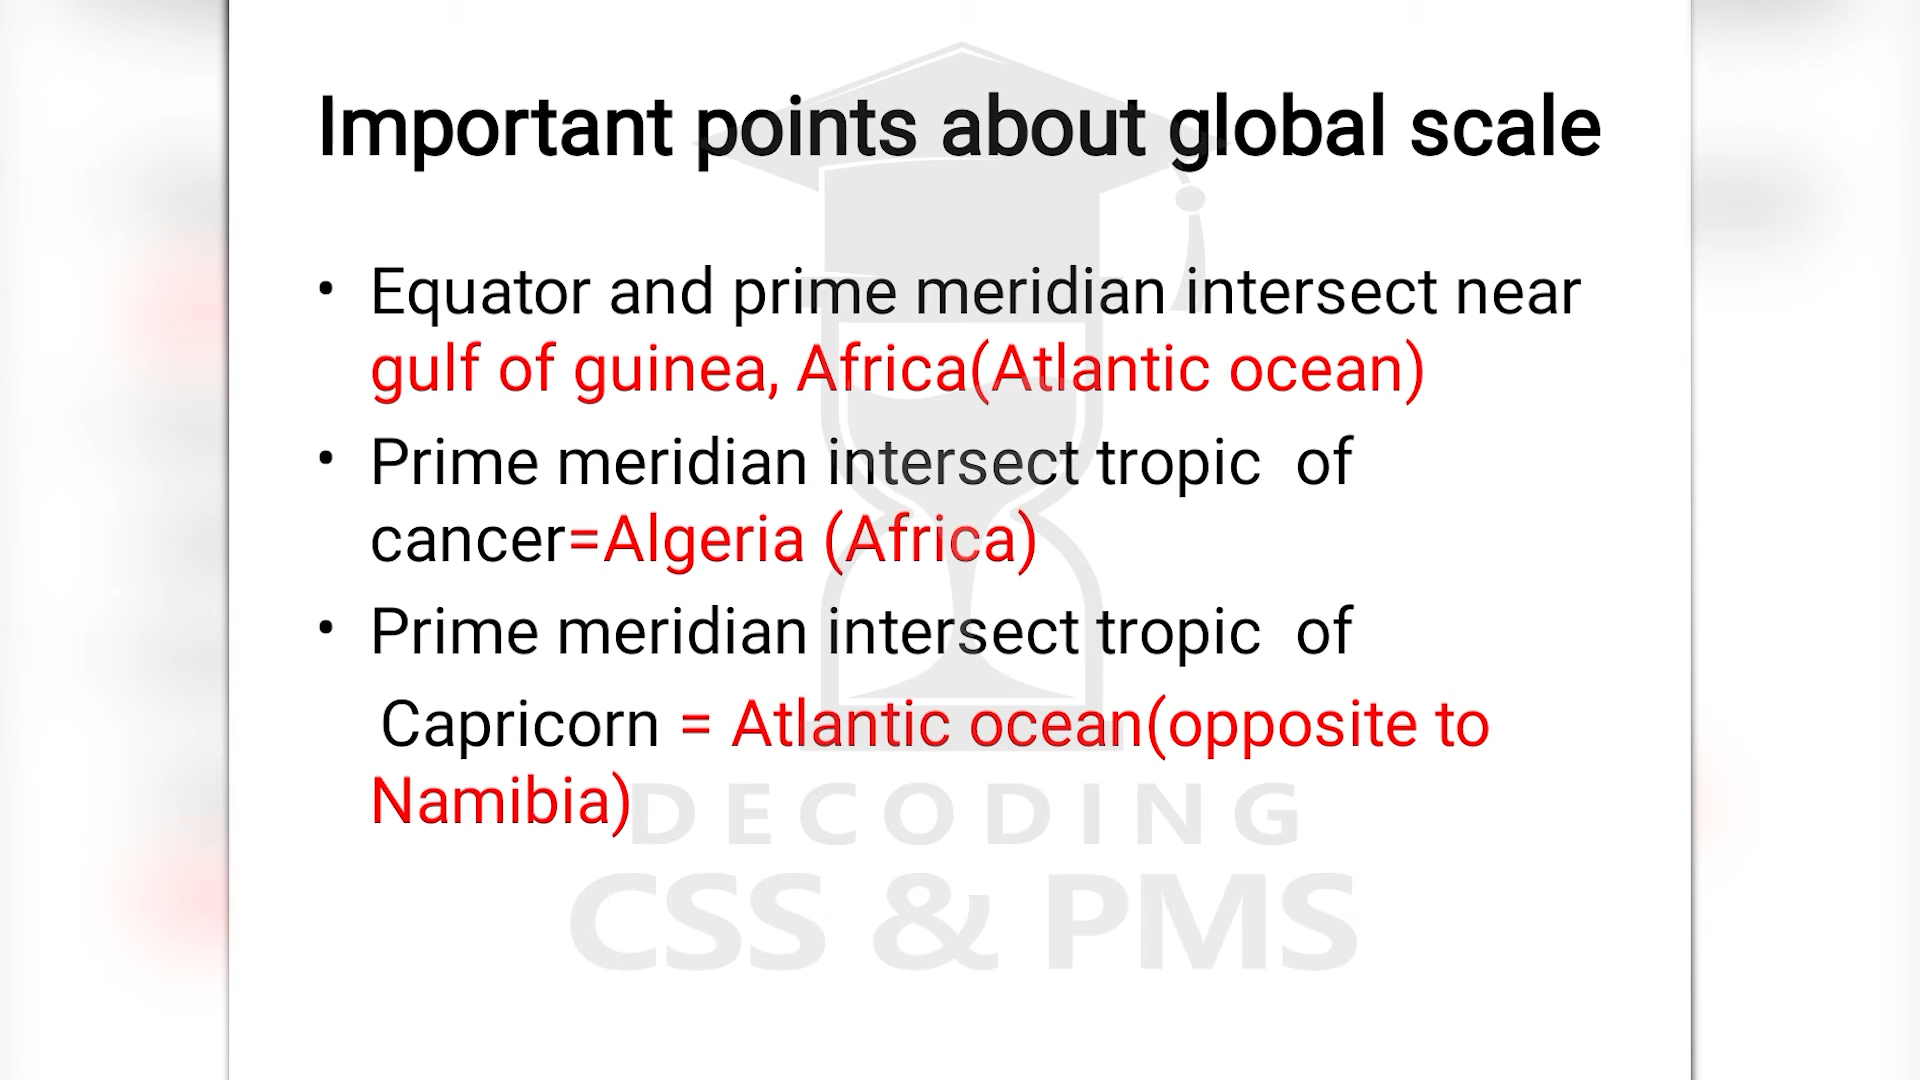 Important points about global scale
• Equator and prime meridian intersect near
gulf of guinea, Africa(Atlantic ocean)
• Prime meridian intersect tropic  of
cancer=Algeria (Africa)
• Prime meridian intersect tropic  of
Capricorn = Atlantic ocean(opposite to
Namibia)
DECODING
CSS & PMS